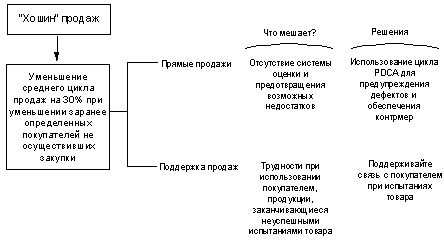 "Хошин" продаж
Уменьшение
среднего цикла
продаж на 30% при
уменьшении заранее
определенных
покупателей не
осуществивших
закупки
Что мешает?
Решения
Прямые продажи
Отсутствие системы
оценки и
предотвращения
возможных
недостатков
Использование цикла
PDCA для
предупреждения
дефектов и
обеспечения
контрмер
Поддержка продаж
Трудности при
использовании
покупателем,
продукции,
заканчивающиеся
неуспешными
испытаниями товара
Поддерживайте
связь с покупателем
при испытаниях
товара